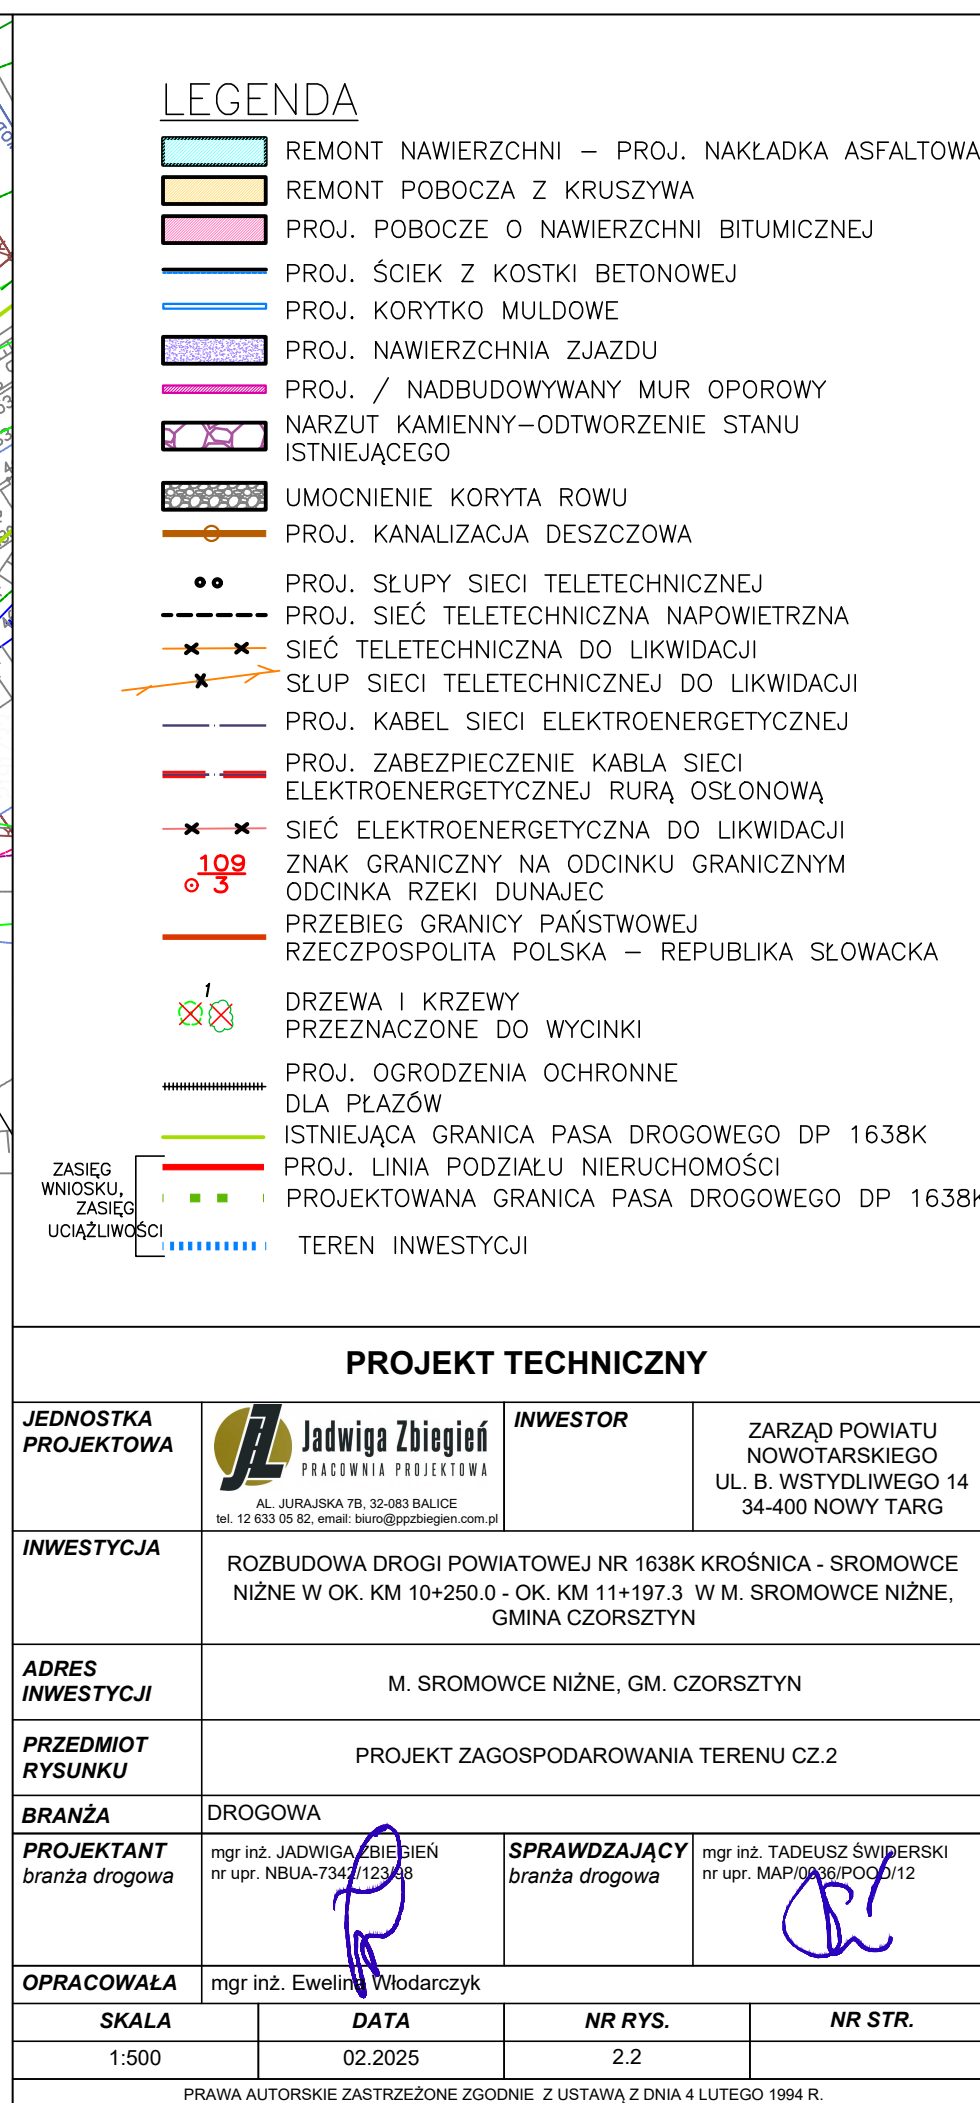 LEGENDA
REMONT NAWIERZCHNI – PROJ. NAKŁADKA ASFALTOWA
REMONT POBOCZA Z KRUSZYWA
PROJ. POBOCZE O NAWIERZCHNI BITUMICZNEJ
PROJ. ŚCIEK Z KOSTKI BETONOWEJ
PROJ. KORYTKO MULDOWE
PROJ. NAWIERZCHNIA ZJAZDU
PROJ. / NADBUDOWYWANY MUR OPOROWY
NARZUT KAMIENNY–ODTWORZENIE STANU
ISTNIEJĄCEGO
UMOCNIENIE KORYTA ROWU
PROJ. KANALIZACJA DESZCZOWA
PROJ. SŁUPY SIECI TELETECHNICZNEJ
PROJ. SIEĆ TELETECHNICZNA NAPOWIETRZNA
SIEĆ TELETECHNICZNA DO LIKWIDACJI
SŁUP SIECI TELETECHNICZNEJ DO LIKWIDACJI
PROJ. KABEL SIECI ELEKTROENERGETYCZNEJ
PROJ. ZABEZPIECZENIE KABLA SIECI
ELEKTROENERGETYCZNEJ RURĄ OSŁONOWĄ
SIEĆ ELEKTROENERGETYCZNA DO LIKWIDACJI
109
3
ZNAK GRANICZNY NA ODCINKU GRANICZNYM
ODCINKA RZEKI DUNAJEC
PRZEBIEG GRANICY PAŃSTWOWEJ
RZECZPOSPOLITA POLSKA – REPUBLIKA SŁOWACKA
1
DRZEWA I KRZEWY
PRZEZNACZONE DO WYCINKI
PROJ. OGRODZENIA OCHRONNE
DLA PŁAZÓW
ISTNIEJĄCA GRANICA PASA DROGOWEGO DP 1638K
ZASIĘG
WNIOSKU,
ZASIĘG
UCIĄŻLIWOŚCI
PROJ. LINIA PODZIAŁU NIERUCHOMOŚCI
PROJEKTOWANA GRANICA PASA DROGOWEGO DP 1638K
TEREN INWESTYCJI
PROJEKT TECHNICZNY
JEDNOSTKA
PROJEKTOWA
Jadwiga Zbiegień
PRACOWNIA PROJEKTOWA
AL. JURAJSKA 7B, 32-083 BALICE
tel. 12 633 05 82, email: biuro@ppzbiegien.com.pl
INWESTOR
ZARZĄD POWIATU
NOWOTARSKIEGO
UL. B. WSTYDLIWEGO 14
34-400 NOWY TARG
INWESTYCJA
ROZBUDOWA DROGI POWIATOWEJ NR 1638K KROŚNICA - SROMOWCE
NIŻNE W OK. KM 10+250.0 - OK. KM 11+197.3 W M. SROMOWCE NIŻNE,
GMINA CZORSZTYN
ADRES
INWESTYCJI
M. SROMOWCE NIŻNE, GM. CZORSZTYN
PRZEDMIOT
RYSUNKU
PROJEKT ZAGOSPODAROWANIA TERENU CZ.2
BRANŻA
DROGOWA
PROJEKTANT
branża drogowa
mgr inż. JADWIGA ZBIEGIEŃ
nr upr. NBUA-7342/123/98
SPRAWDZAJĄCY
branża drogowa
mgr inż. TADEUSZ ŚWIDERSKI
nr upr. MAP/0036/POOD/12
OPRACOWAŁA
mgr inż. Ewelina Włodarczyk
SKALA
DATA
NR RYS.
NR STR.
1:500
02.2025
2.2
PRAWA AUTORSKIE ZASTRZEŻONE ZGODNIE Z USTAWĄ Z DNIA 4 LUTEGO 1994 R.